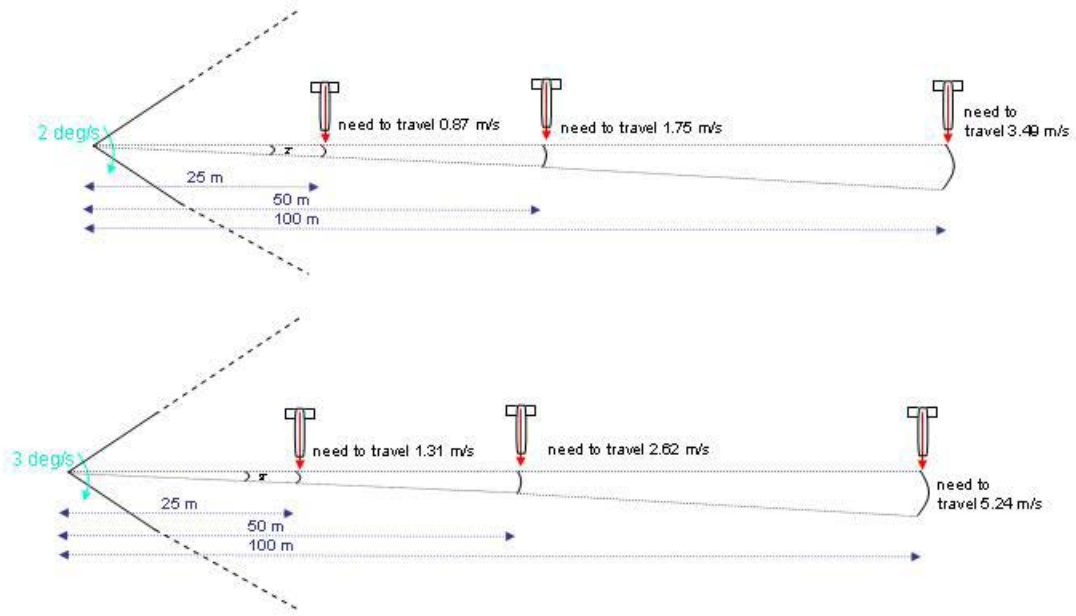 2 deg/s
need to travel 0.87 m/s
need to travel 1.75 m/s
need to
travel 3.49 m/s
25 m
50 m
100 m
3 deg/s
need to travel 1.31 m/s
need to travel 2.62 m/s
need to
travel 5.24 m/s
25 m
50 m
100 m